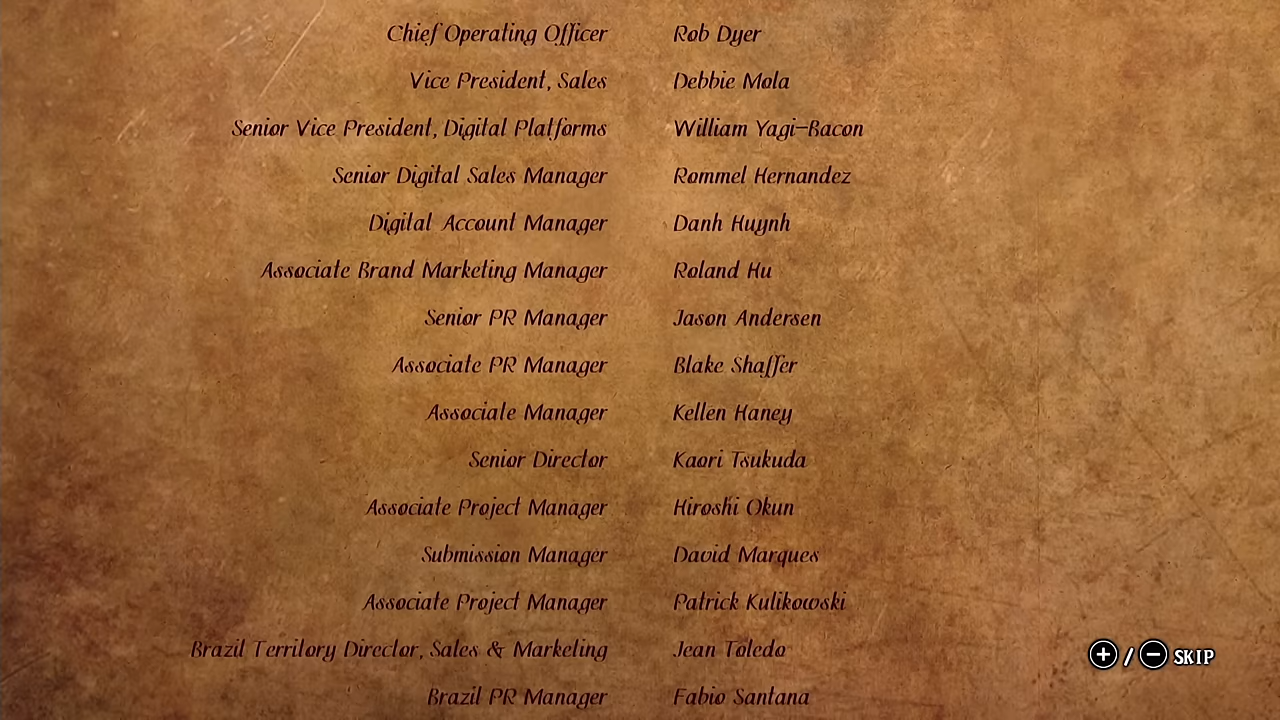 Chief Operating Officer Rob Dyer
Vice President, Sales Debbie Mola
Senior Vice President, Digital Platforms William Yagi-Bacon
Senior Digital Sales Manager Rommel Hernandez
Digital Account Manager Danh Huynh
Associate Brand Marketing Manager Roland Hu
Senior PR Manager Jason Andersen
Associate PR Manager Blake Shaffer
Associate Manager Kellen Haney
Senior Director Kaori Tsukuda
Associate Project Manager Hiroshi Okun
Submission Manager David Marques
Associate Project Manager Patrick Kulikowski
Brazil Territory Director, Sales & Marketing Jean Toledo
+ / − SKIP
Brazil PR Manager Fabio Santana